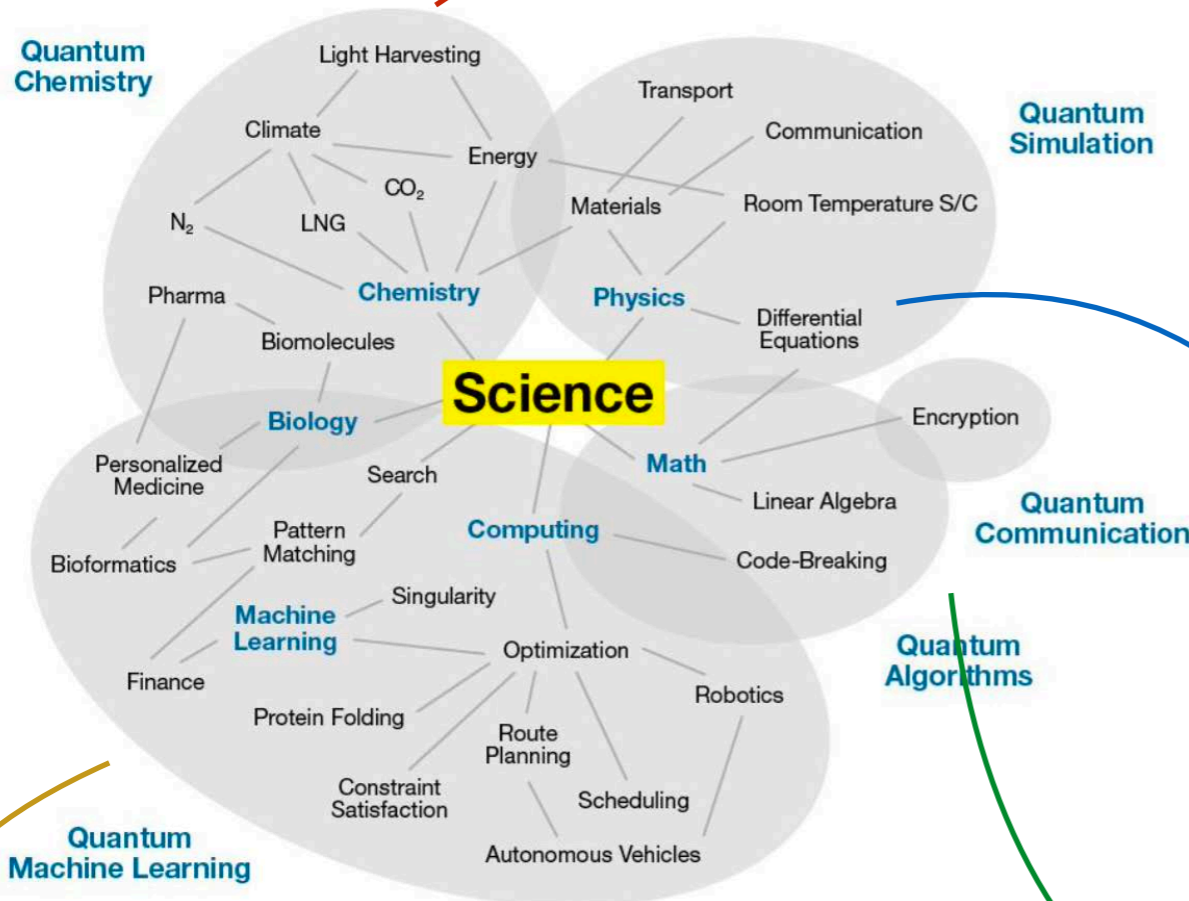 Quantum
Chemistry
Light Harvesting
Transport
Quantum
Simulation
Climate
Communication
Energy
CO₂
Materials
Room Temperature S/C
N₂
LNG
Pharma
Chemistry
Physics
Differential
Equations
Biomolecules
Science
Biology
Encryption
Personalized
Medicine
Search
Math
Linear Algebra
Quantum
Communication
Pattern
Matching
Computing
Bioformatics
Code-Breaking
Singularity
Machine
Learning
Optimization
Quantum
Algorithms
Finance
Robotics
Protein Folding
Route
Planning
Constraint
Satisfaction
Scheduling
Autonomous Vehicles
Quantum
Machine Learning